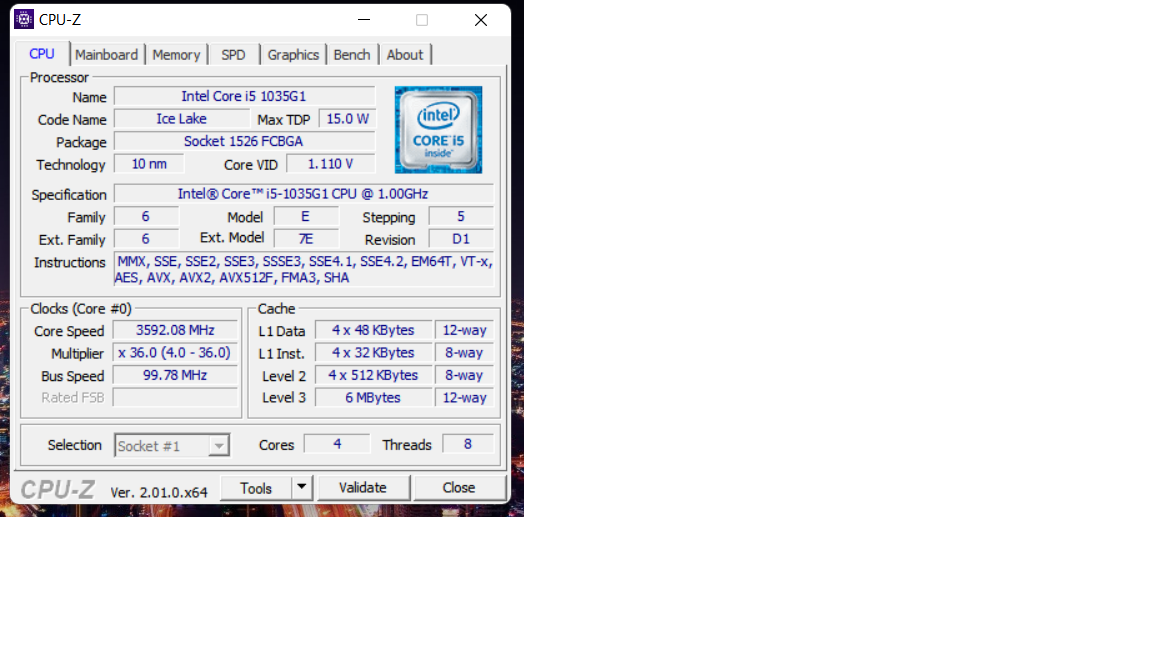 CPU-Z
CPU Mainboard Memory SPD Graphics Bench About
Processor
Name Intel Core i5 1035G1
Code Name Ice Lake Max TDP 15.0 W
Package Socket 1526 FCBGA
Technology 10 nm Core VID 1.110 V
intel
CORE i5
inside™
Specification Intel® Core™ i5-1035G1 CPU @ 1.00GHz
Family 6 Model E Stepping 5
Ext. Family 6 Ext. Model 7E Revision D1
Instructions MMX, SSE, SSE2, SSE3, SSSE3, SSE4.1, SSE4.2, EM64T, VT-x,
AES, AVX, AVX2, AVX512F, FMA3, SHA
Clocks (Core #0)
Core Speed 3592.08 MHz
Multiplier x 36.0 (4.0 - 36.0)
Bus Speed 99.78 MHz
Rated FSB
Cache
L1 Data 4 x 48 KBytes 12-way
L1 Inst. 4 x 32 KBytes 8-way
Level 2 4 x 512 KBytes 8-way
Level 3 6 MBytes 12-way
Selection Socket #1 Cores 4 Threads 8
CPU-Z Ver. 2.01.0.x64 Tools Validate Close